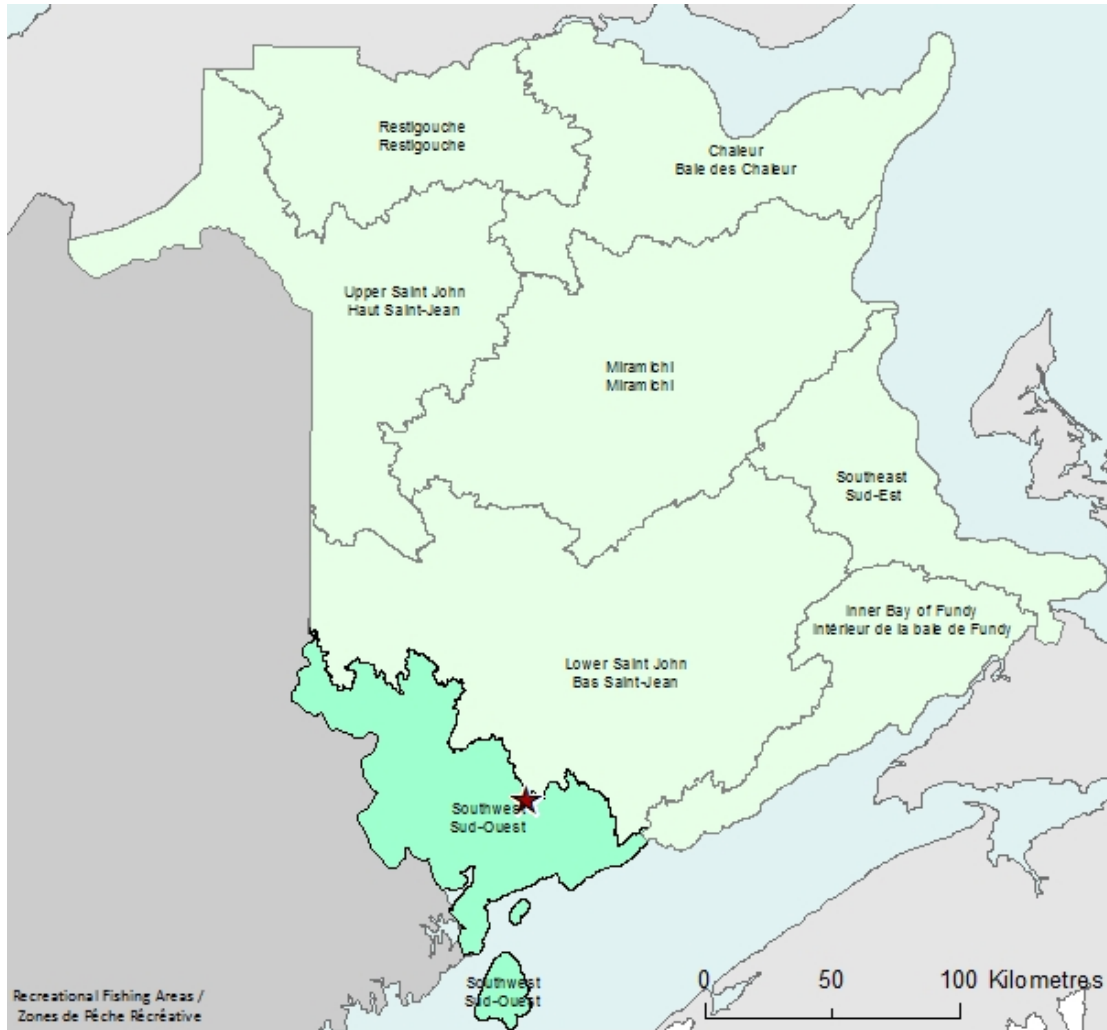 Restigouche
Restigouche
Chaleur
Baie des Chaleur
Upper Saint John
Haut Saint-Jean
Miramichi
Miramichi
Southeast
Sud-Est
Inner Bay of Fundy
Intérieur de la baie de Fundy
Lower Saint John
Bas Saint-Jean
Southwest
Sud-Ouest
Southwest
Sud-Ouest
0 50 100 Kilometres
Recreational Fishing Areas /
Zones de Pêche Récréative